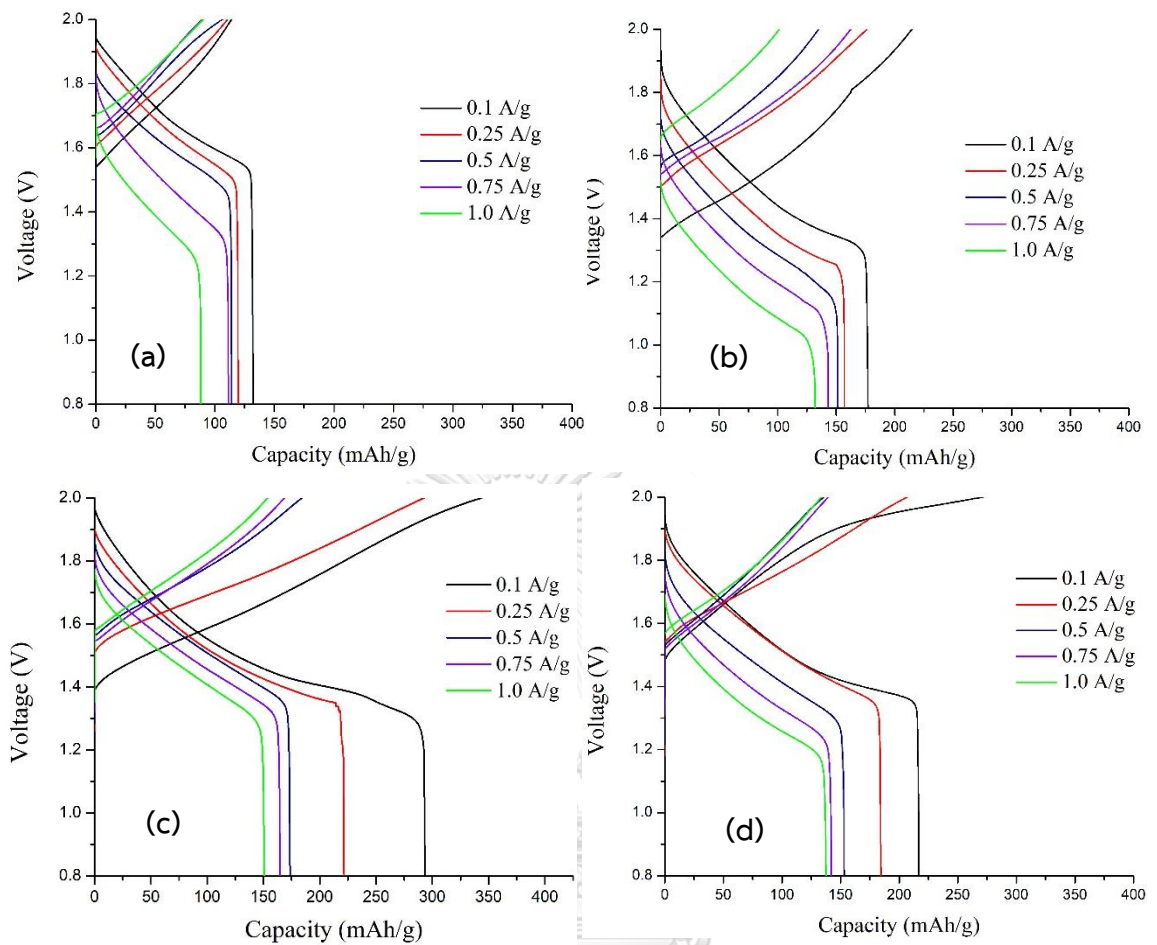 2.0
1.8
1.6
1.4
1.2
1.0
0.8
Voltage (V)
0.1 A/g
0.25 A/g
0.5 A/g
0.75 A/g
1.0 A/g
(a)
0 50 100 150 200 250 300 350 400
Capacity (mAh/g)
2.0
1.8
1.6
1.4
1.2
1.0
0.8
Voltage (V)
0.1 A/g
0.25 A/g
0.5 A/g
0.75 A/g
1.0 A/g
(b)
0 50 100 150 200 250 300 350 400
Capacity (mAh/g)
2.0
1.8
1.6
1.4
1.2
1.0
0.8
Voltage (V)
0.1 A/g
0.25 A/g
0.5 A/g
0.75 A/g
1.0 A/g
(c)
0 50 100 150 200 250 300 350 400
Capacity (mAh/g)
2.0
1.8
1.6
1.4
1.2
1.0
0.8
Voltage (V)
0.1 A/g
0.25 A/g
0.5 A/g
0.75 A/g
1.0 A/g
(d)
0 50 100 150 200 250 300 350 400
Capacity (mAh/g)